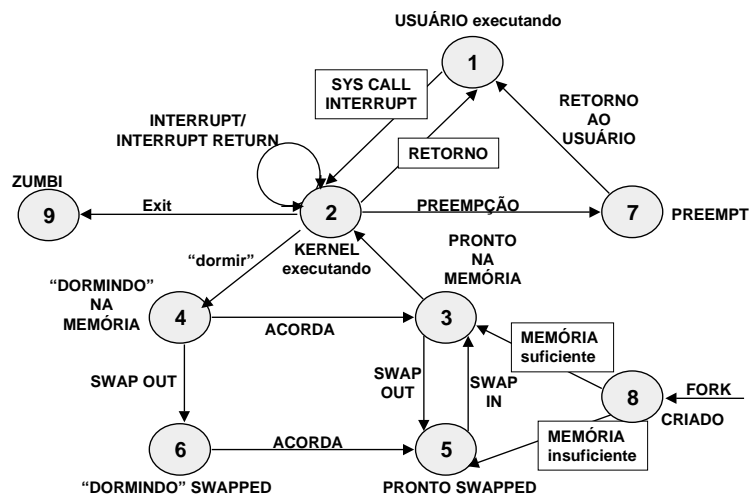 USUÁRIO executando
1
SYS CALL
INTERRUPT
RETORNO
AO
USUÁRIO
INTERRUPT/
INTERRUPT RETURN
RETORNO
ZUMBI
9
Exit
2
PREEMPÇÃO
7
PREEMPT
KERNEL
executando
PRONTO
NA
MEMÓRIA
“dormir”
“DORMINDO”
NA
MEMÓRIA
4
ACORDA
3
MEMÓRIA
suficiente
SWAP OUT
SWAP
OUT
SWAP
IN
8
FORK
CRIADO
MEMÓRIA
insuficiente
6
ACORDA
5
“DORMINDO” SWAPPED
PRONTO SWAPPED